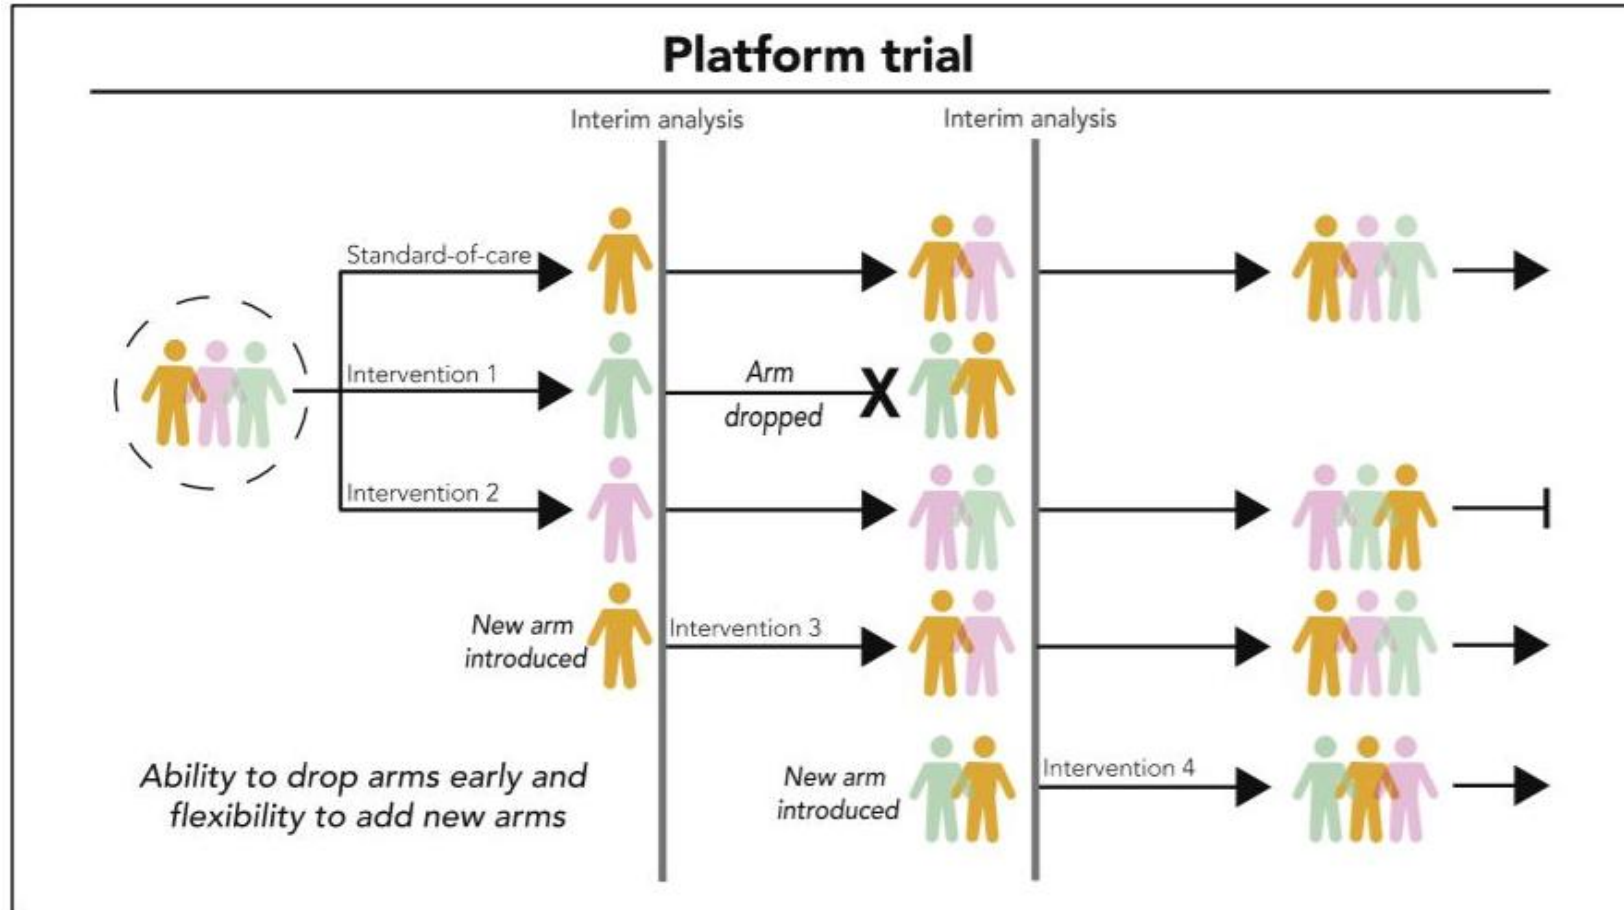 Platform trial
Interim analysis
Interim analysis
Standard-of-care
Intervention 1
Arm
dropped
X
Intervention 2
New arm
introduced
Intervention 3
New arm
introduced
Intervention 4
Ability to drop arms early and
flexibility to add new arms